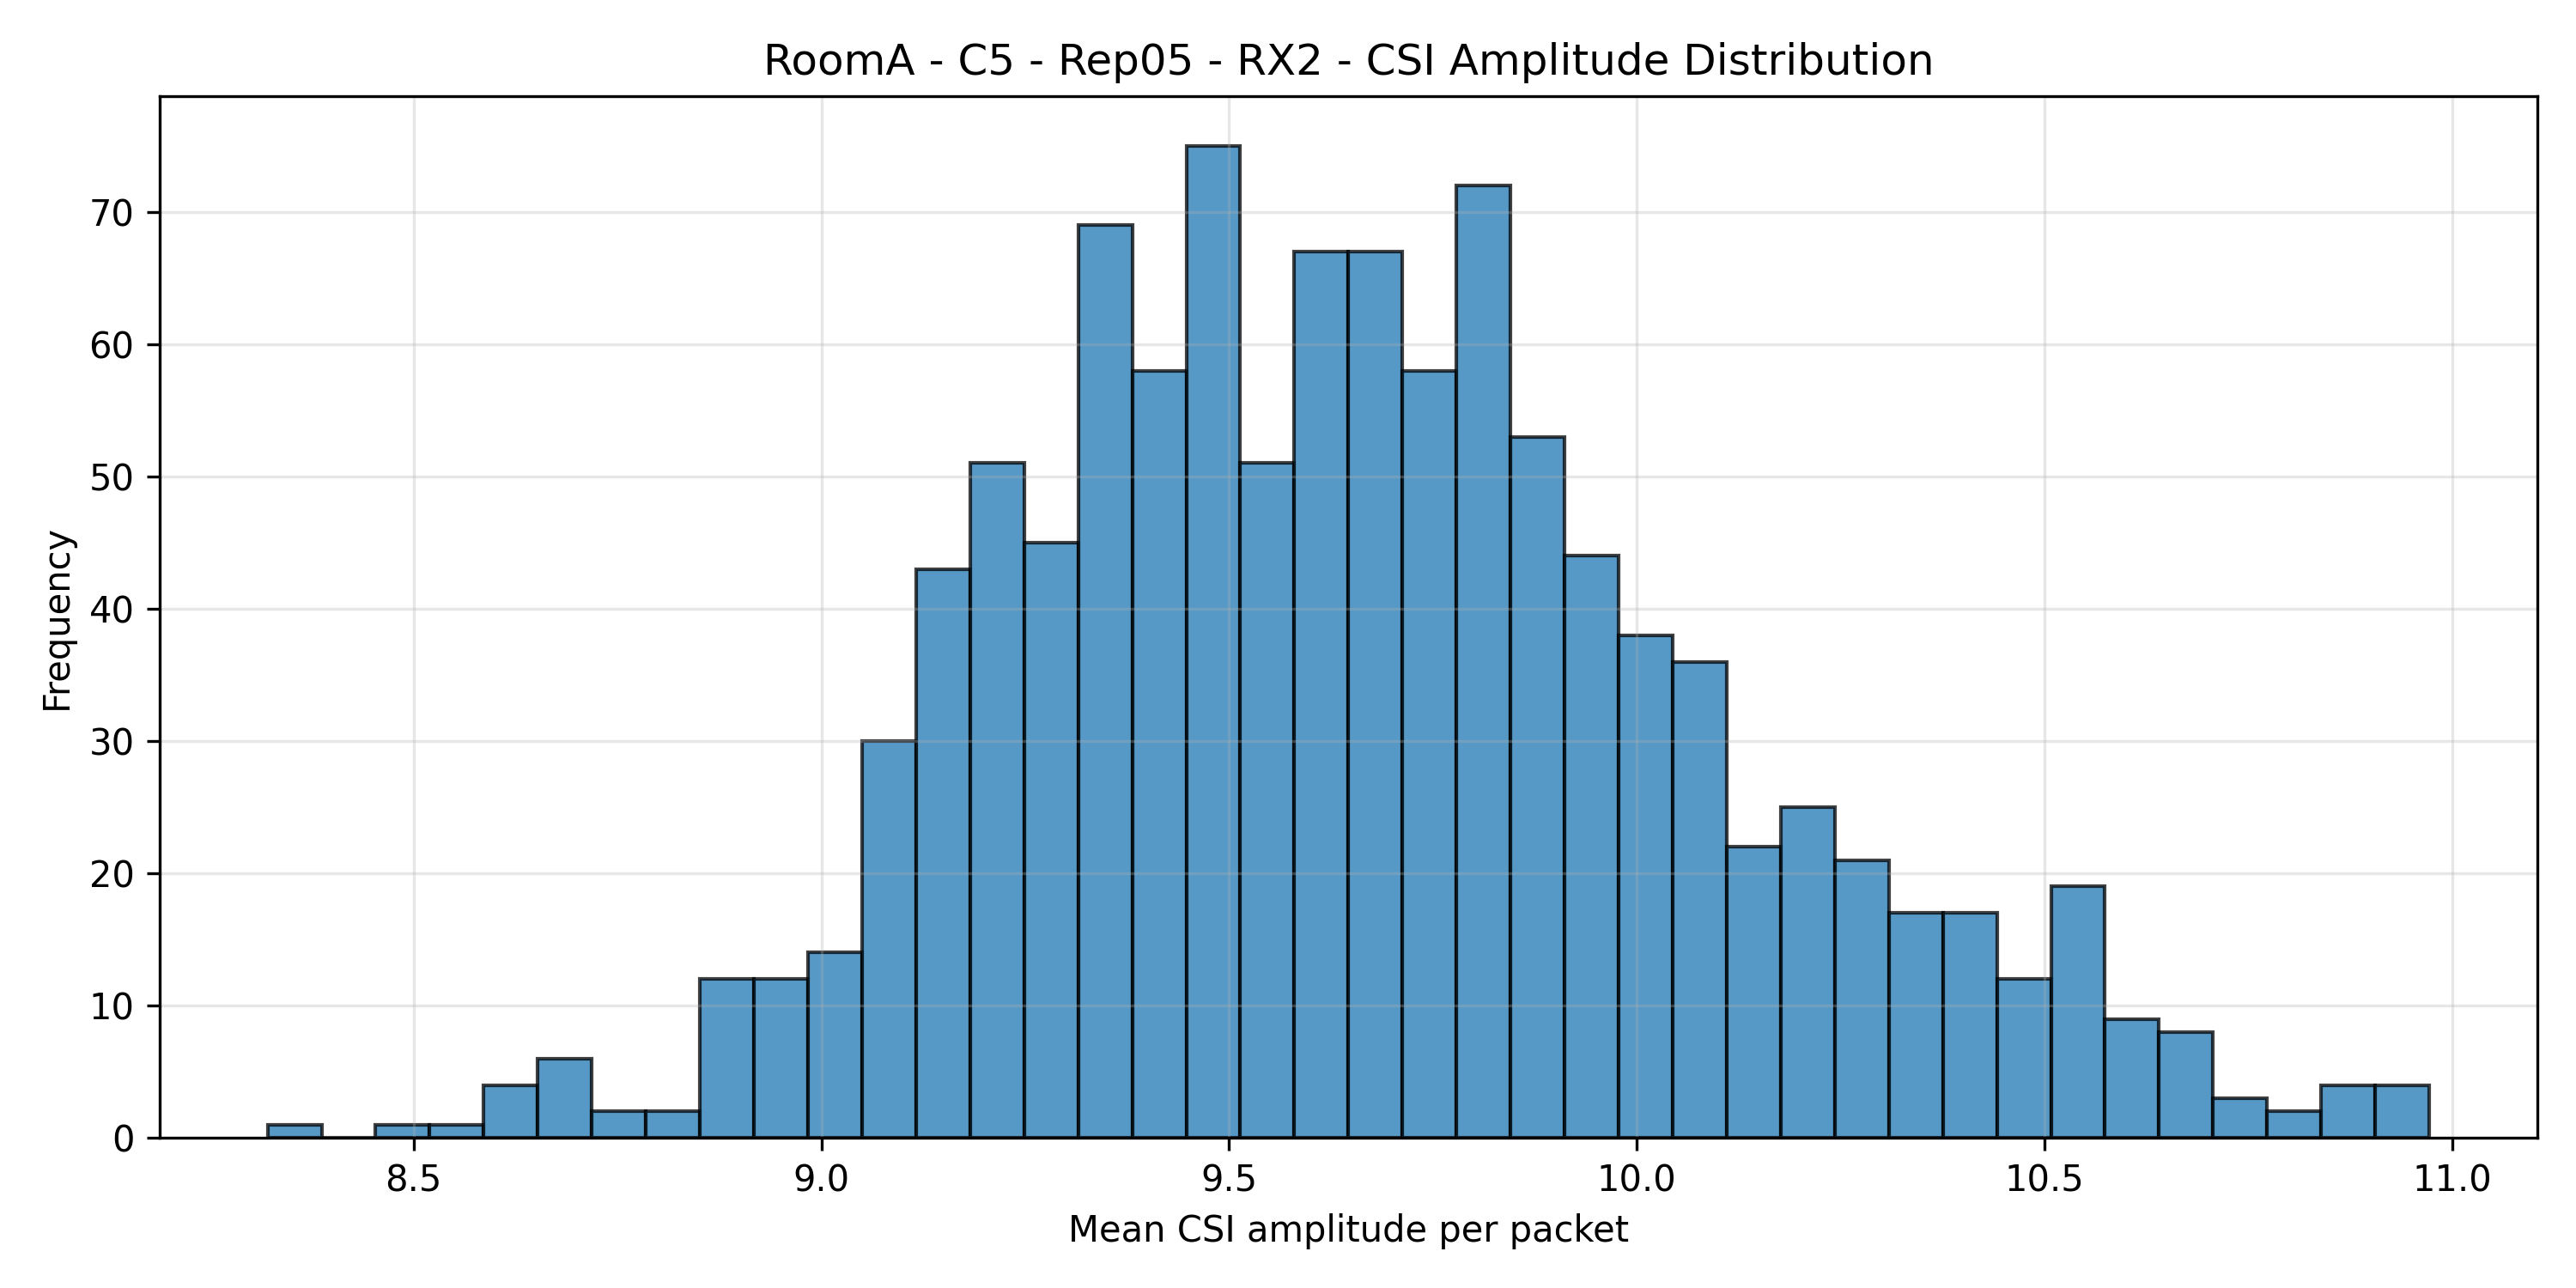 RoomA - C5 - Rep05 - RX2 - CSI Amplitude Distribution
70
60
50
40
30
20
10
0
Frequency
8.5 9.0 9.5 10.0 10.5 11.0
Mean CSI amplitude per packet